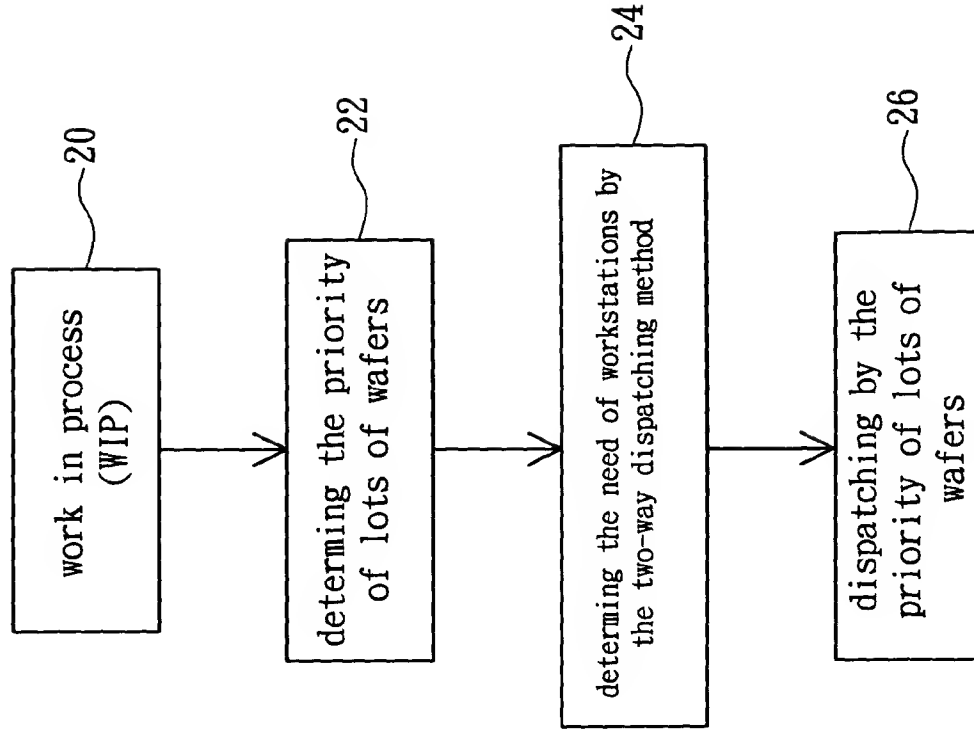 work in process
(WIP)
20
determing the priority
of lots of wafers
22
determing the need of workstations by
the two-way dispatching method
24
dispatching by the
priority of lots of
wafers
26